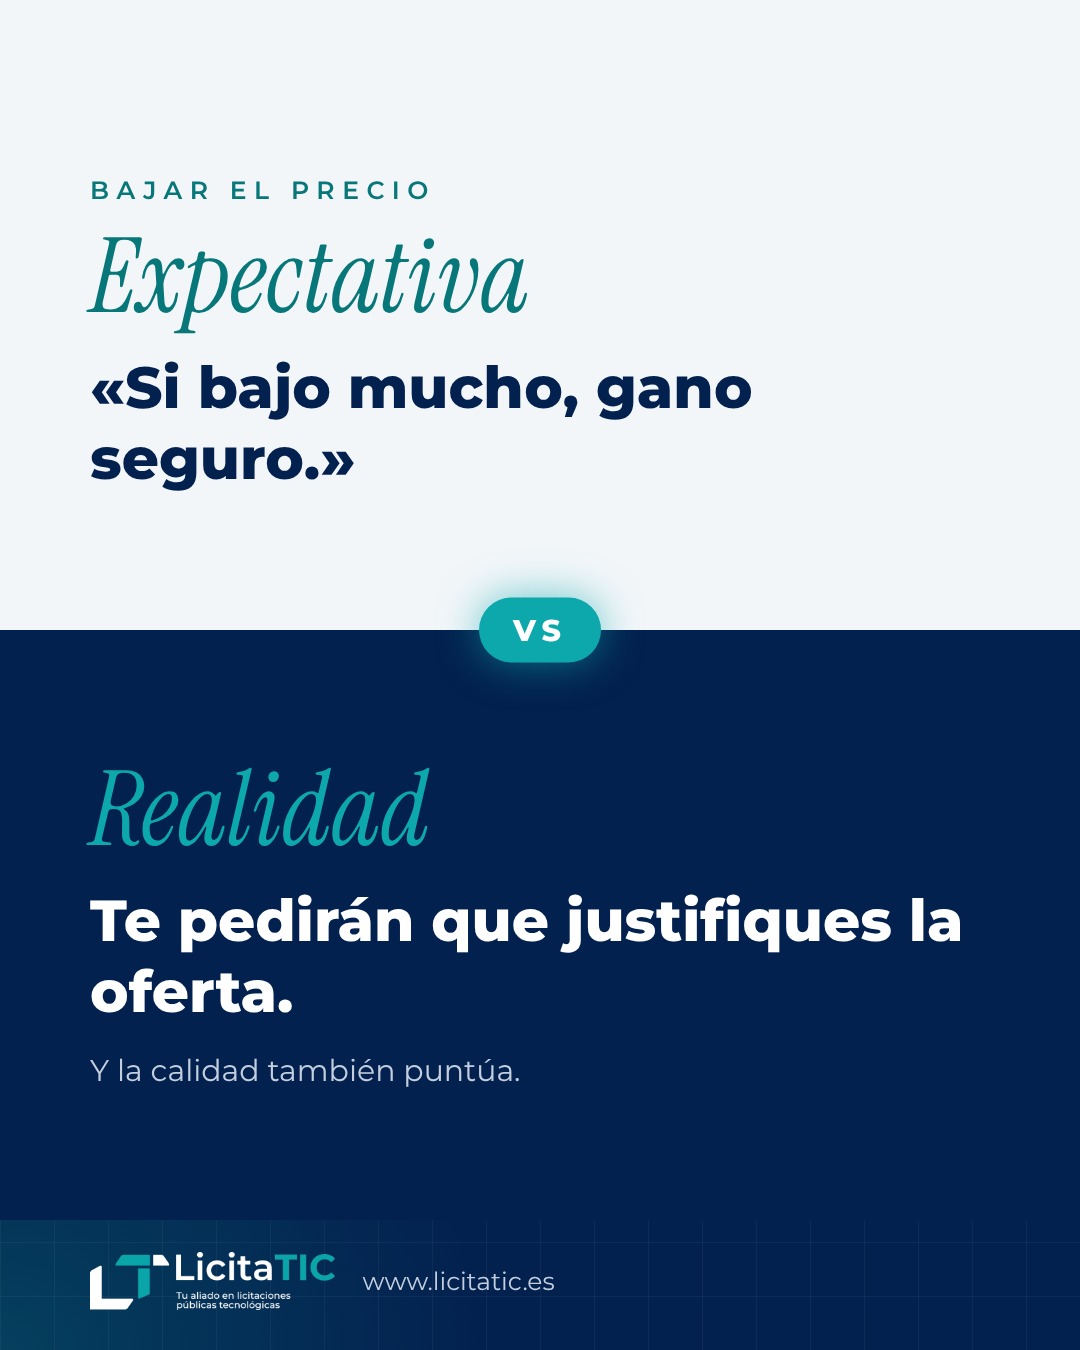 BAJAR EL PRECIO
Expectativa
«Si bajo mucho, gano
seguro.»
VS
Realidad
Te pedirán que justifiques la
oferta.
Y la calidad también puntúa.
LicitaTIC
Tu aliado en licitaciones
públicas tecnológicas
www.licitatic.es